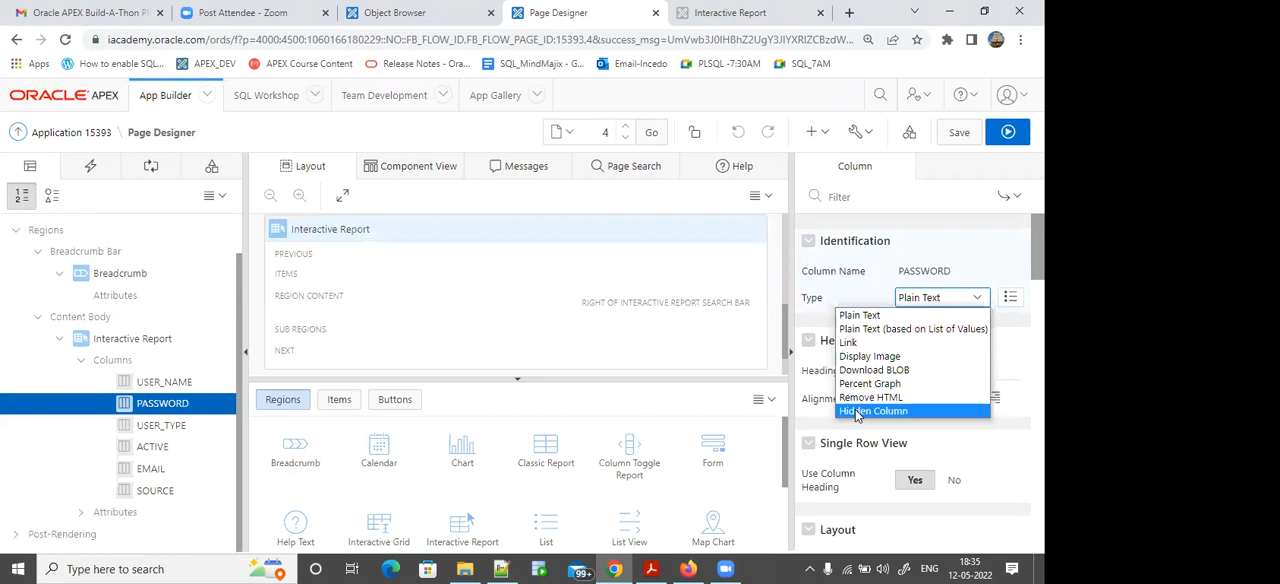 Oracle APEX Build-A-Thon P
Post Attendee - Zoom
Object Browser
Page Designer
Interactive Report
iacademy.oracle.com/ords/f?p=4000:4500:1060166180229::NO::FB_FLOW_ID,FB_FLOW_PAGE_ID:15393,4&success_msg=UmVwb3J0IHBhZ2UgY3JlYXRlZCBzdW...
Apps
How to enable SQL...
APEX_DEV
APEX Course Content
Release Notes - Ora...
SQL_MindMajix - G...
Email-Incedo
PLSQL -7:30AM
SQL_7AM
ORACLE APEX
App Builder
SQL Workshop
Team Development
App Gallery
Application 15393 \ Page Designer
4
Go
Save
Layout
Component View
Messages
Page Search
Help
Column
Filter
Regions
Breadcrumb Bar
Breadcrumb
Attributes
Content Body
Interactive Report
Columns
USER_NAME
PASSWORD
USER_TYPE
ACTIVE
EMAIL
SOURCE
Attributes
Post-Rendering
Interactive Report
PREVIOUS
ITEMS
REGION CONTENT
RIGHT OF INTERACTIVE REPORT SEARCH BAR
SUB REGIONS
NEXT
Regions
Items
Buttons
Breadcrumb
Calendar
Chart
Classic Report
Column Toggle
Report
Form
Help Text
Interactive Grid
Interactive Report
List
List View
Map Chart
Identification
Column Name
PASSWORD
Type
Plain Text
Plain Text
Plain Text (based on List of Values)
Link
Display Image
Download BLOB
Percent Graph
Remove HTML
Hidden Column
Heading
Alignm
Single Row View
Use Column
Heading
Yes
No
Layout
Type here to search
99+
ENG
18:35
12-05-2022